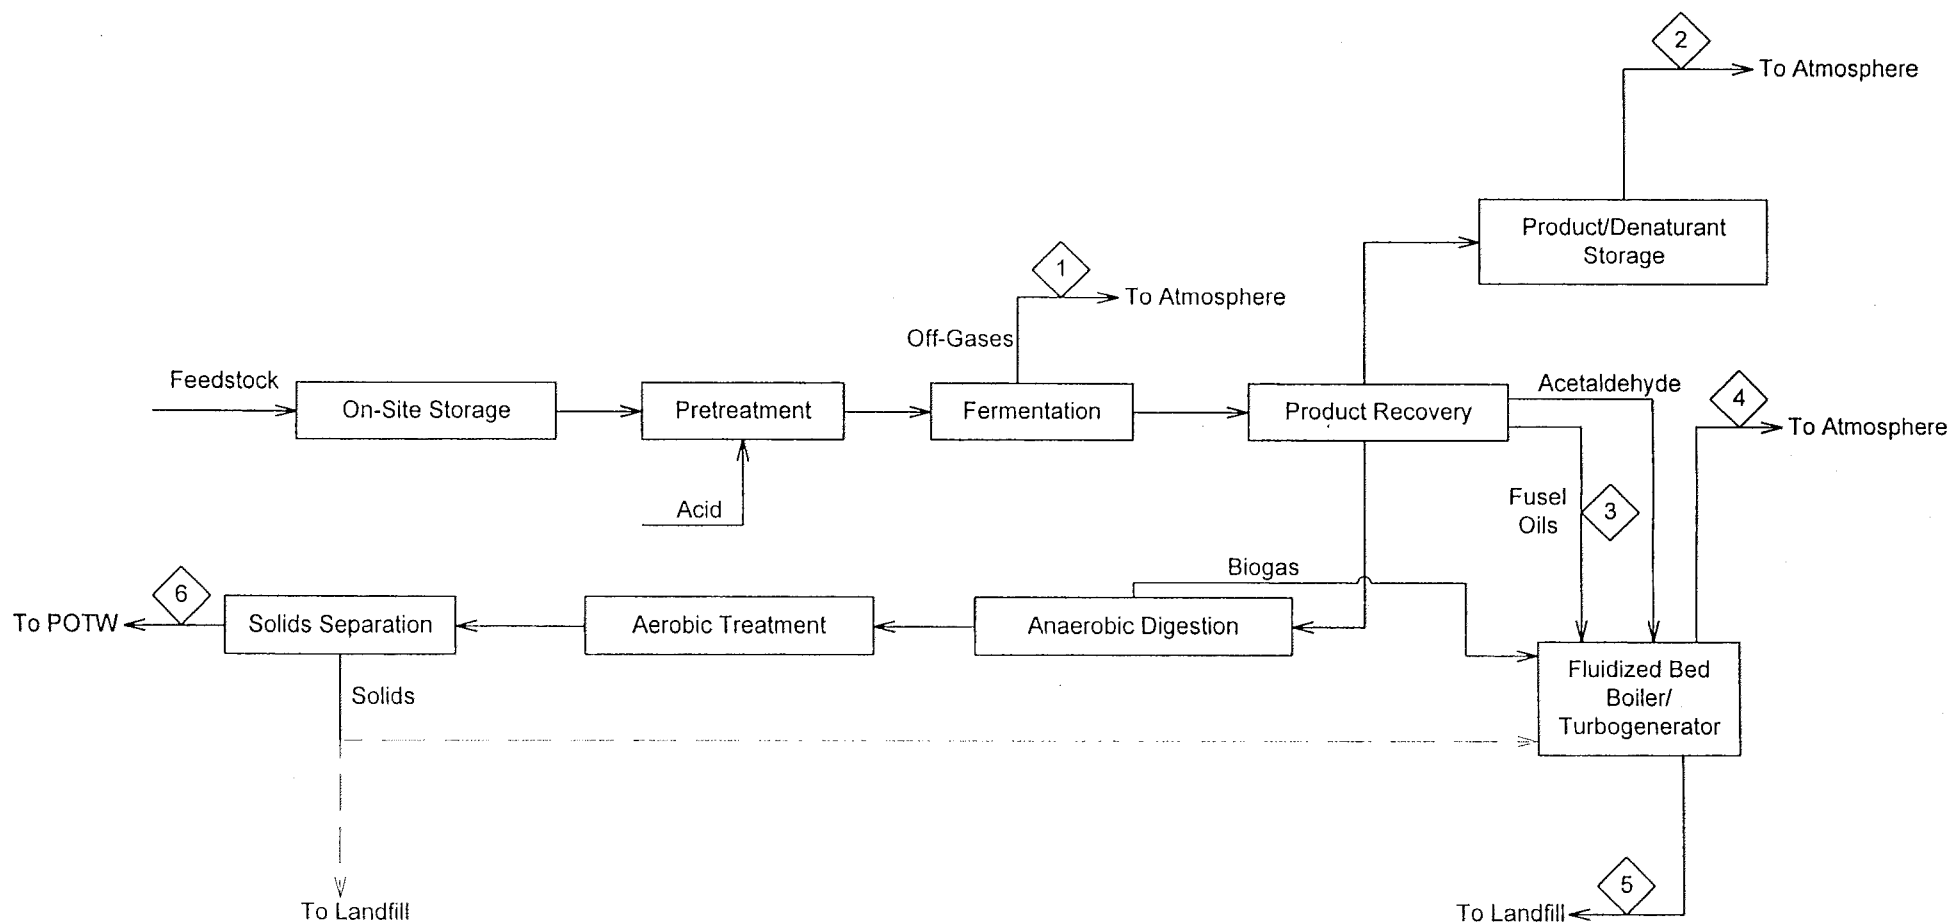 2
To Atmosphere
Product/Denaturant
Storage
1
To Atmosphere
Off-Gases
Feedstock
On-Site Storage
Pretreatment
Fermentation
Product Recovery
Acetaldehyde
4
To Atmosphere
Acid
Fusel
Oils
3
Biogas
6
To POTW
Solids Separation
Aerobic Treatment
Anaerobic Digestion
Fluidized Bed
Boiler/
Turbogenerator
Solids
5
To Landfill
To Landfill